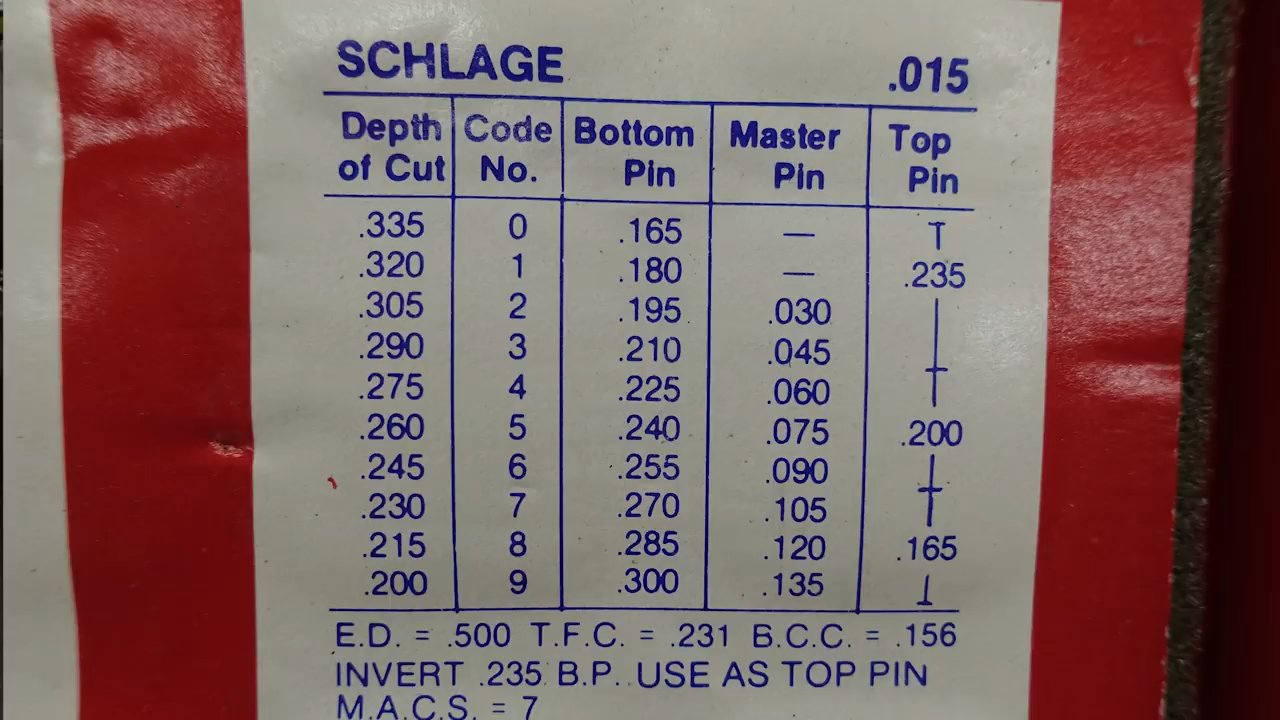 SCHLAGE .015
Depth of Cut Code No. Bottom Pin Master Pin Top Pin
.335 0 .165 —
.320 1 .180 — .235
.305 2 .195 .030
.290 3 .210 .045
.275 4 .225 .060
.260 5 .240 .075 .200
.245 6 .255 .090
.230 7 .270 .105
.215 8 .285 .120 .165
.200 9 .300 .135
E.D. = .500 T.F.C. = .231 B.C.C. = .156
INVERT .235 B.P. USE AS TOP PIN
M.A.C.S. = 7